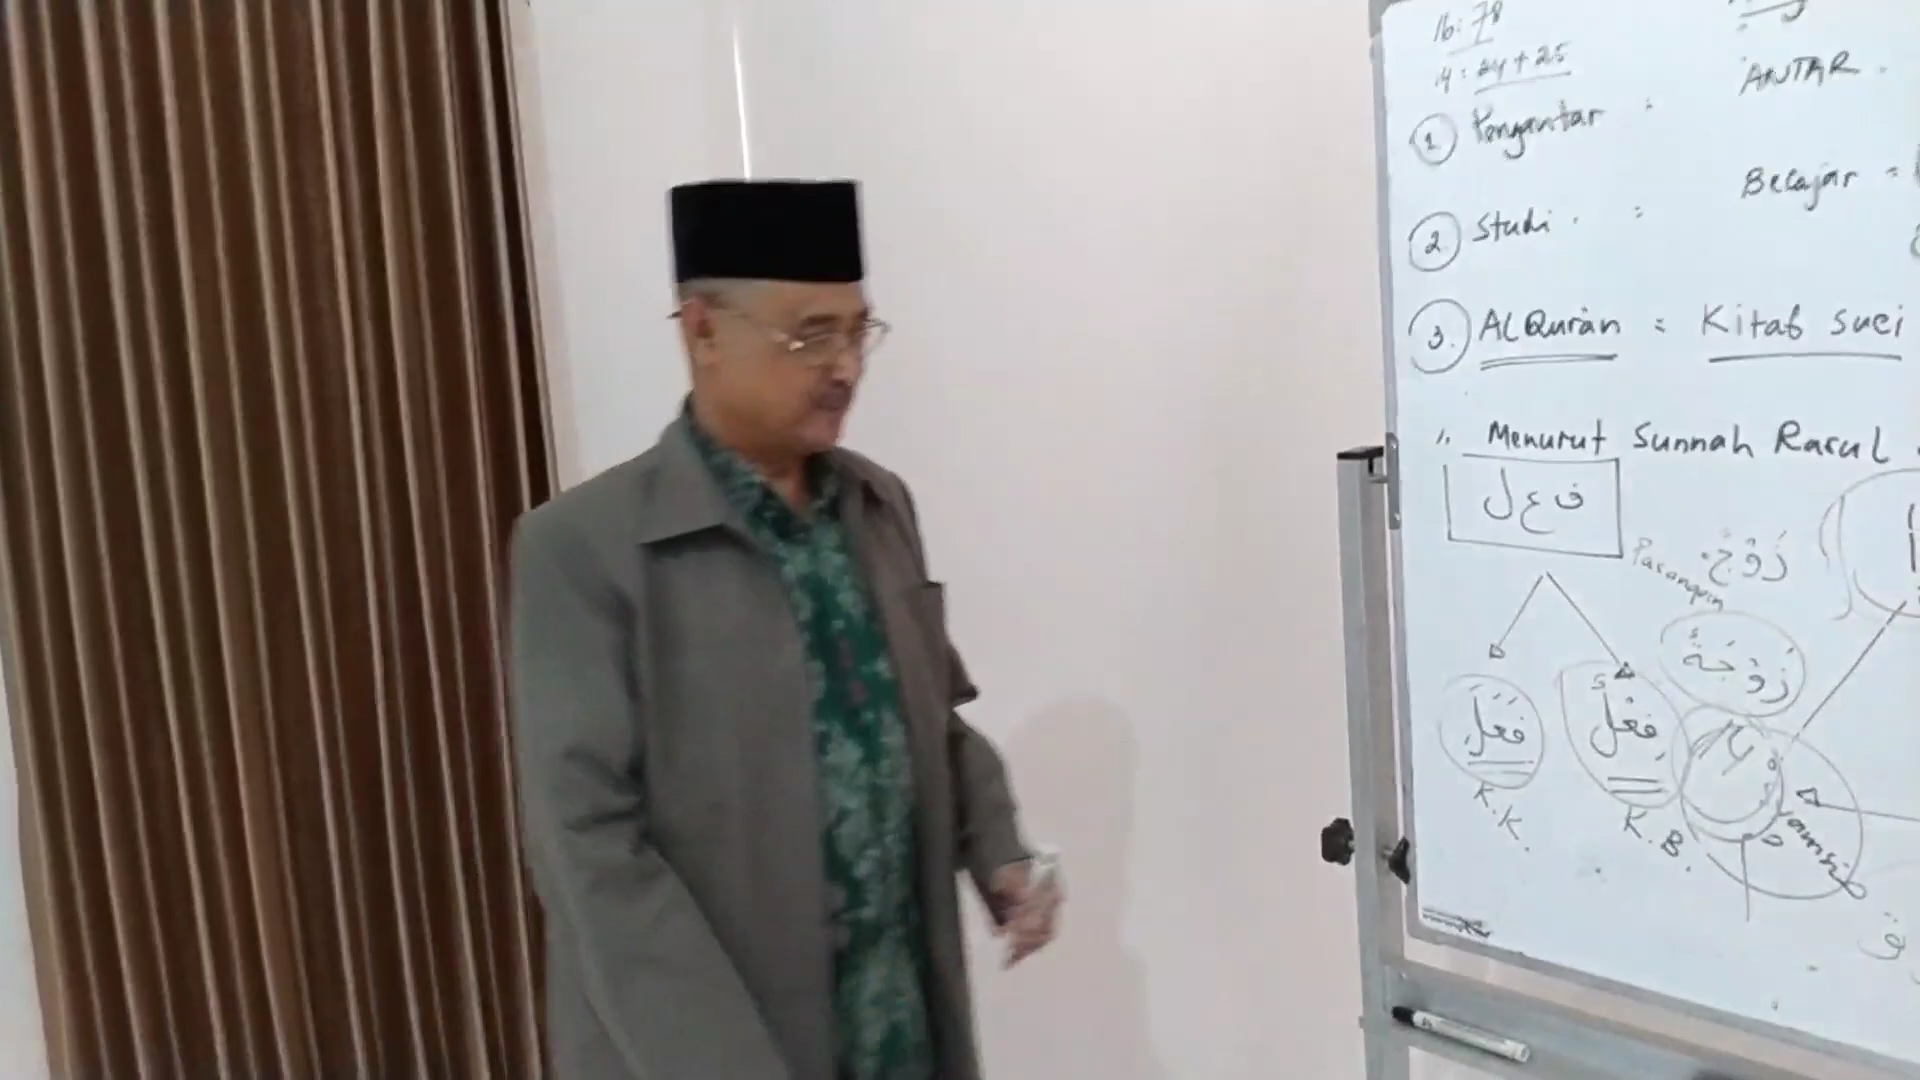 16:78
4:24+25
ANTAR.
1. Pengantar :
Belajar =
2. Studi. :
3. ALQuran = Kitab suci
1. Menurut Sunnah Rasul
ف ع ل
زَوْجٌ
Pasangan
زَوْجَةٌ
فَعَلَ
فِعْلٌ
K.K.
K.B.